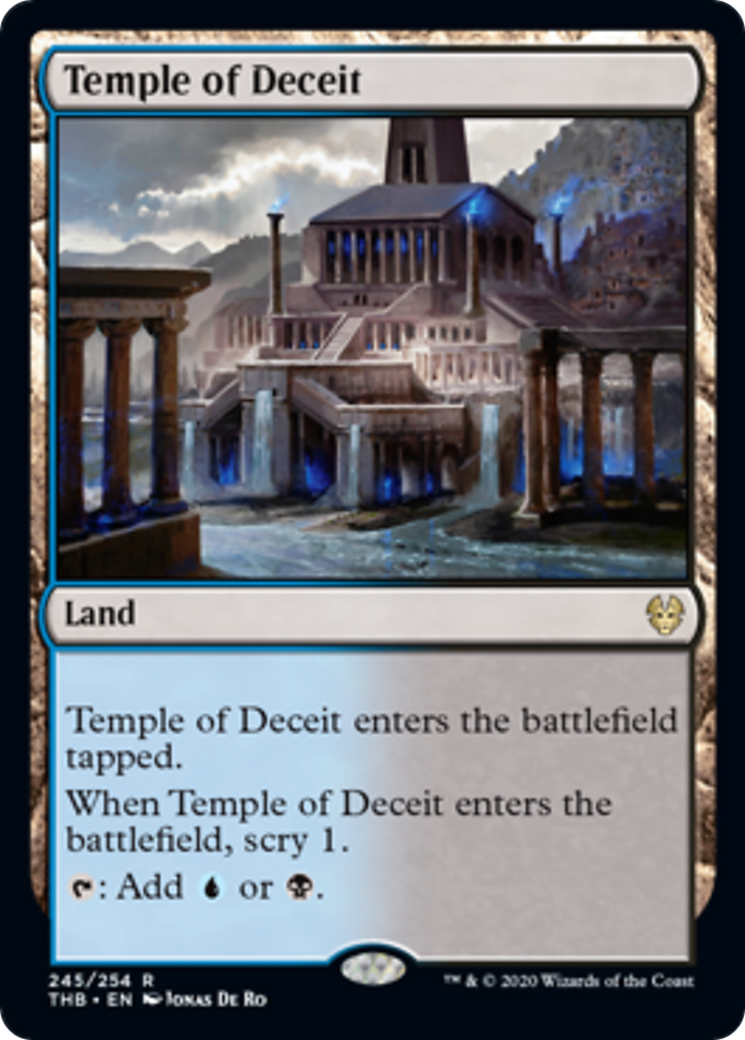 Temple of Deceit
Land
Temple of Deceit enters the battlefield
tapped.
When Temple of Deceit enters the
battlefield, scry 1.
: Add or .
245/254 R
THB • EN Jonas De Ro
™ & © 2020 Wizards of the Coast